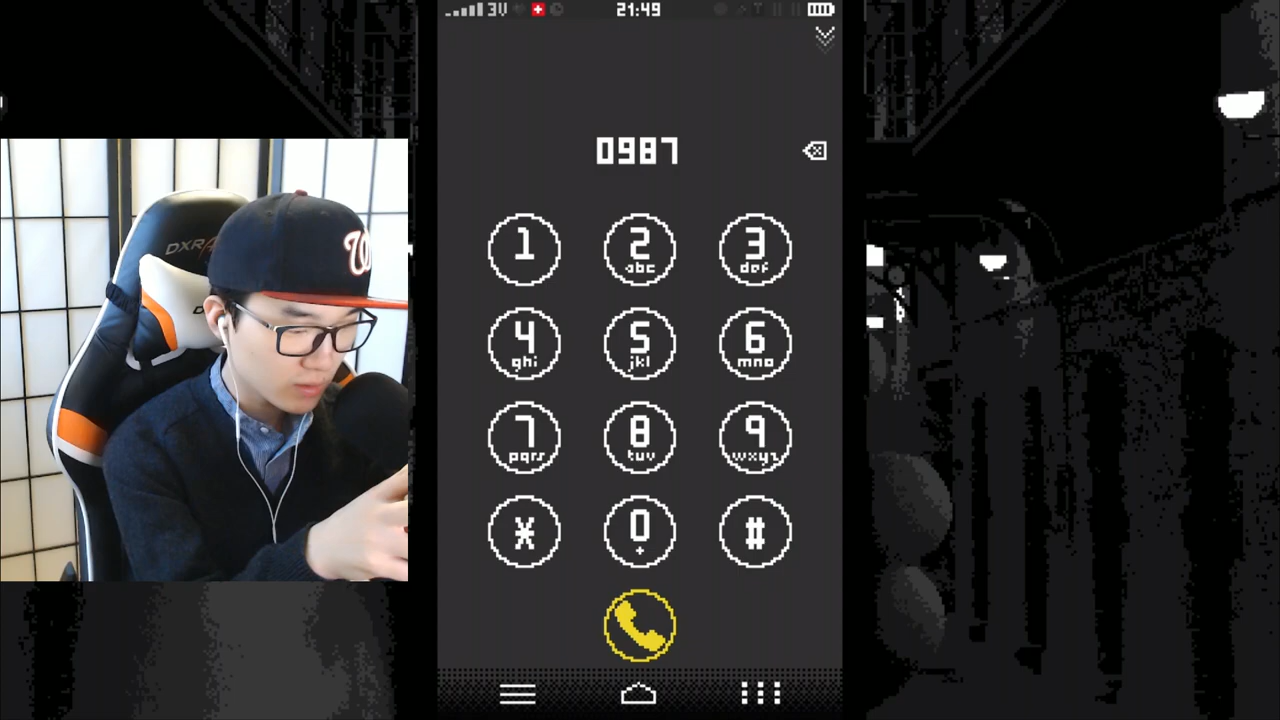 3V
21:49
0987
1
2
abc
3
def
4
ghi
5
jkl
6
mno
7
pqrs
8
tuv
9
wxyz
*
0
+
#
DXR
W